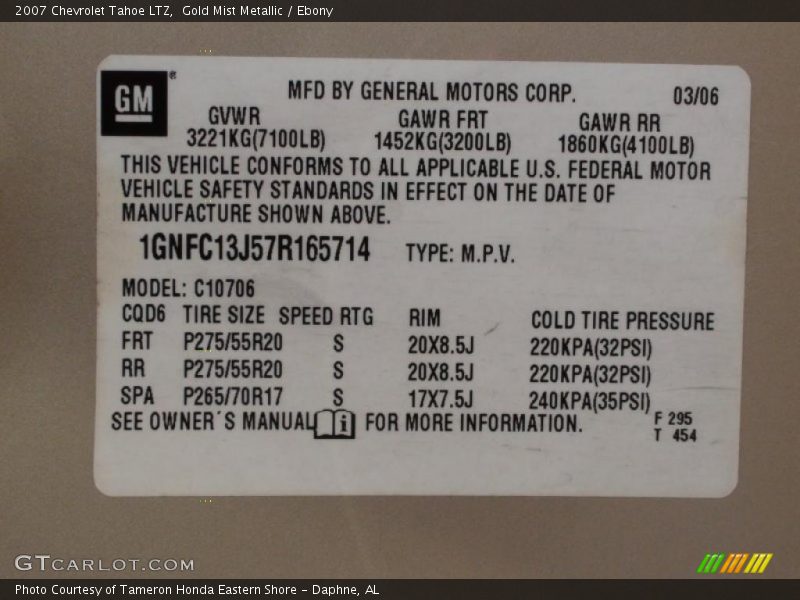 2007 Chevrolet Tahoe LTZ,  Gold Mist Metallic / Ebony
GM ® MFD BY GENERAL MOTORS CORP. 03/06
GVWR GAWR FRT GAWR RR
3221KG(7100LB) 1452KG(3200LB) 1860KG(4100LB)
THIS VEHICLE CONFORMS TO ALL APPLICABLE U.S. FEDERAL MOTOR
VEHICLE SAFETY STANDARDS IN EFFECT ON THE DATE OF
MANUFACTURE SHOWN ABOVE.
1GNFC13J57R165714 TYPE: M.P.V.
MODEL: C10706
CQD6 TIRE SIZE SPEED RTG RIM COLD TIRE PRESSURE
FRT P275/55R20 S 20X8.5J 220KPA(32PSI)
RR P275/55R20 S 20X8.5J 220KPA(32PSI)
SPA P265/70R17 S 17X7.5J 240KPA(35PSI)
SEE OWNER´S MANUAL i FOR MORE INFORMATION. F 295
T 454
GTCARLOT.COM
Photo Courtesy of Tameron Honda Eastern Shore – Daphne, AL